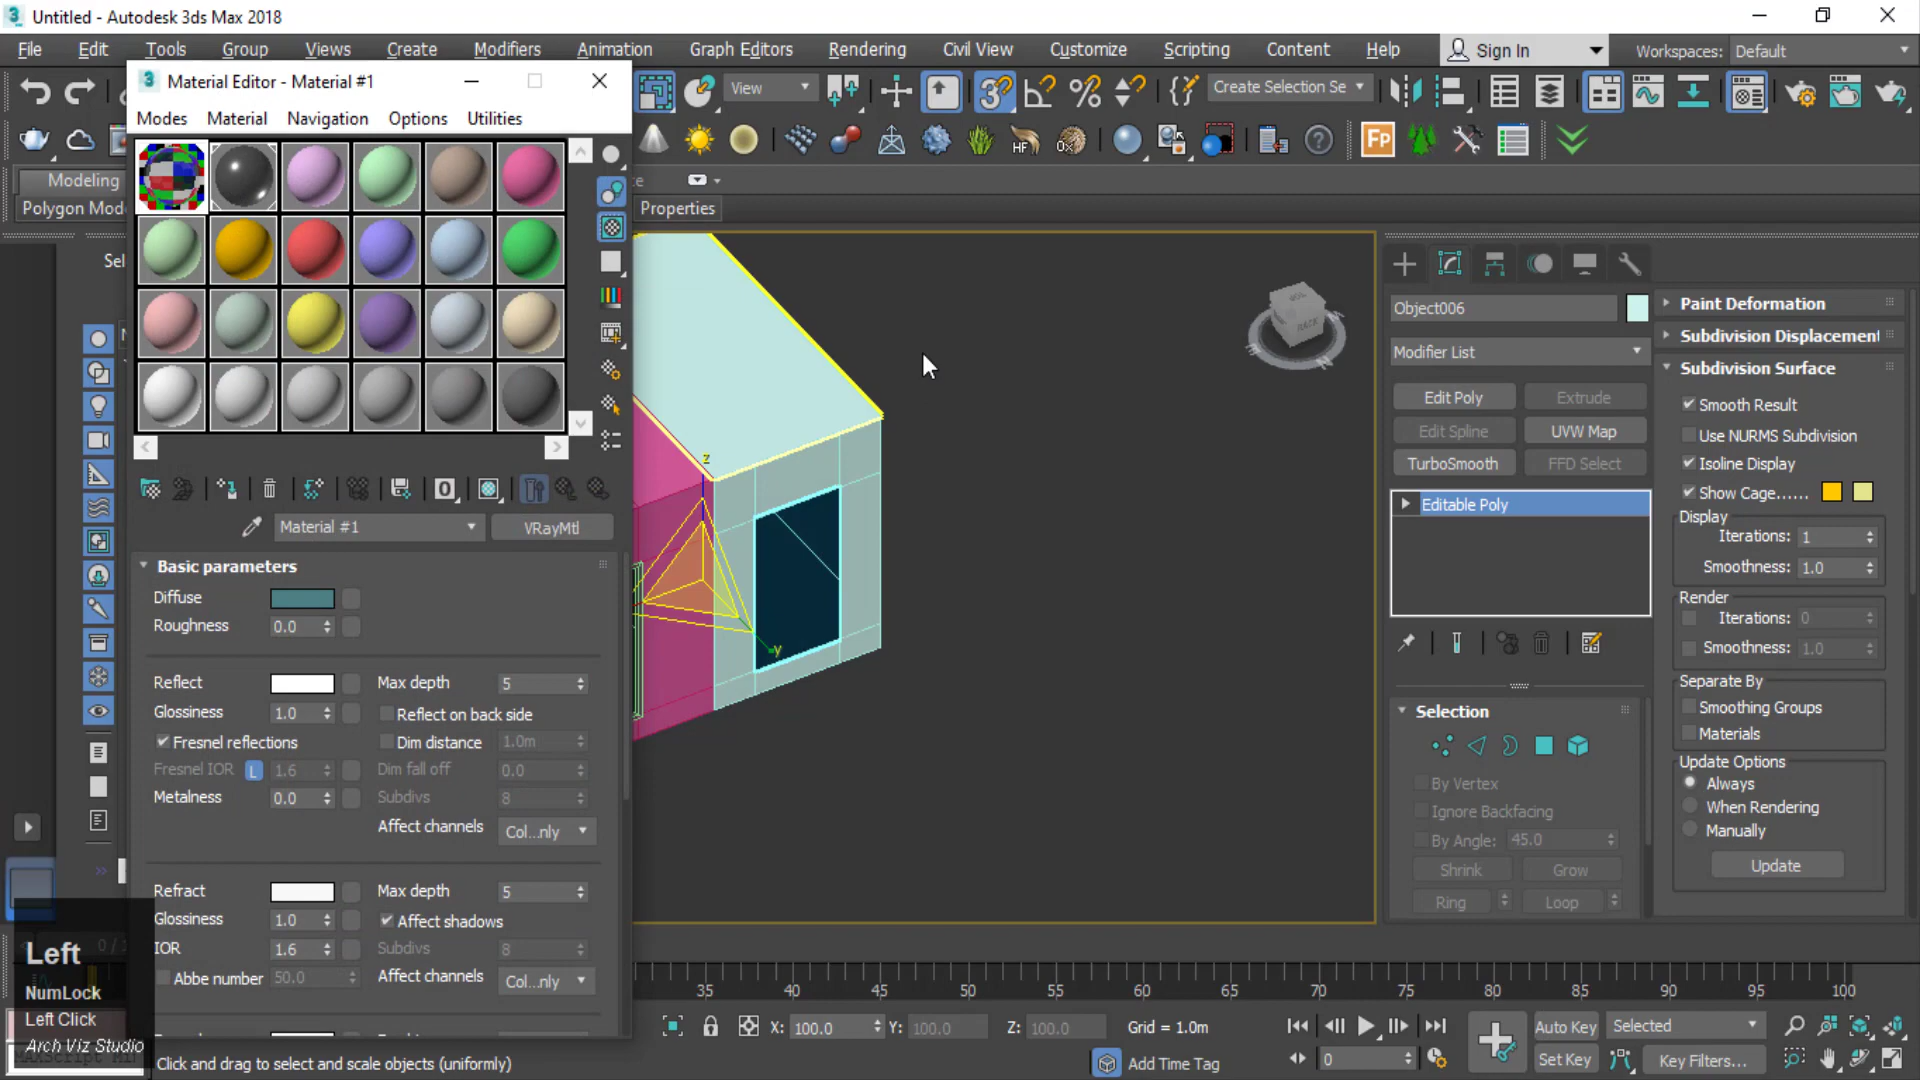 Untitled - Autodesk 3ds Max 2018
File Edit Tools Group Views Create Modifiers Animation Graph Editors Rendering Civil View Customize Scripting Content Help Sign In Workspaces: Default
Material Editor - Material #1
View Create Selection Se
Modes Material Navigation Options Utilities
Modeling
Polygon Mode
Properties
Sel
Material #1 VRayMtl
Basic parameters
Diffuse
Roughness 0.0
Reflect Max depth 5
Glossiness 1.0 Reflect on back side
Fresnel reflections Dim distance 1.0m
Fresnel IOR L 1.6 Dim fall off 0.0
Metalness 0.0 Subdivs 8
Affect channels Col...nly
Refract Max depth 5
Glossiness 1.0 Affect shadows
IOR 1.6 Subdivs 8
Abbe number 50.0 Affect channels Col...nly
z
y
Object006
Modifier List
Edit Poly Extrude
Edit Spline UVW Map
TurboSmooth FFD Select
Editable Poly
Selection
By Vertex
Ignore Backfacing
By Angle: 45.0
Shrink Grow
Ring Loop
Paint Deformation
Subdivision Displacement
Subdivision Surface
Smooth Result
Use NURMS Subdivision
Isoline Display
Show Cage......
Display
Iterations: 1
Smoothness: 1.0
Render
Iterations: 0
Smoothness: 1.0
Separate By
Smoothing Groups
Materials
Update Options
Always
When Rendering
Manually
Update
Left
NumLock
Left Click
Arch Viz Studio
35 40 45 50 55 60 65 70 75 80 85 90 95 100
X: 100.0 Y: 100.0 Z: 100.0 Grid = 1.0m
Auto Key Selected
Click and drag to select and scale objects (uniformly)
Add Time Tag
0
Set Key Key Filters...